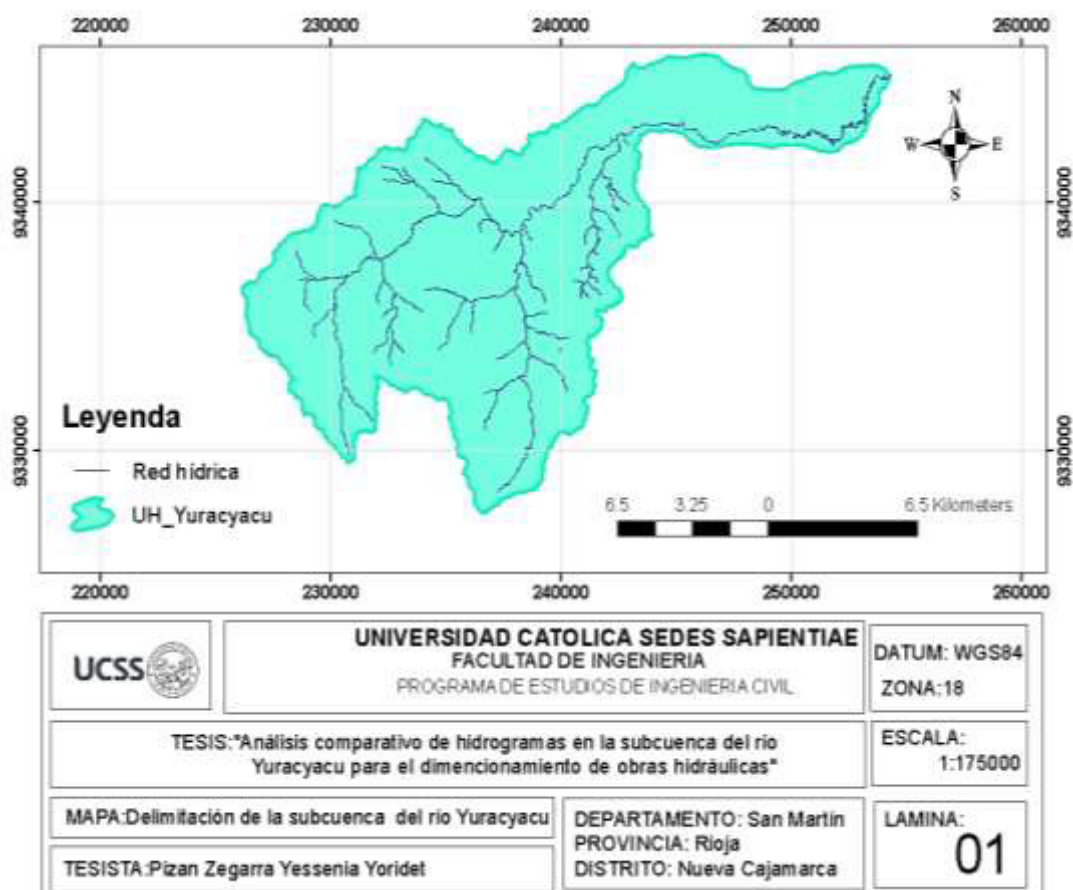 220000 230000 240000 250000 260000
N
W E
S
9340000 9340000
9330000 9330000
Leyenda
Red hídrica
UH_Yuracyacu
6.5 3.25 0 6.5 Kilometers
220000 230000 240000 250000 260000
UCSS
UNIVERSIDAD CATOLICA SEDES SAPIENTIAE
FACULTAD DE INGENIERIA
PROGRAMA DE ESTUDIOS DE INGENIERIA CIVIL
DATUM: WGS84
ZONA:18
TESIS:"Análisis comparativo de hidrogramas en la subcuenca del río
Yuracyacu para el dimencionamiento de obras hidráulicas"
ESCALA:
1:175000
MAPA:Delimitación de la subcuenca del río Yuracyacu
TESISTA:Pizan Zegarra Yessenia Yoridet
DEPARTAMENTO: San Martín
PROVINCIA: Rioja
DISTRITO: Nueva Cajamarca
LAMINA:
01